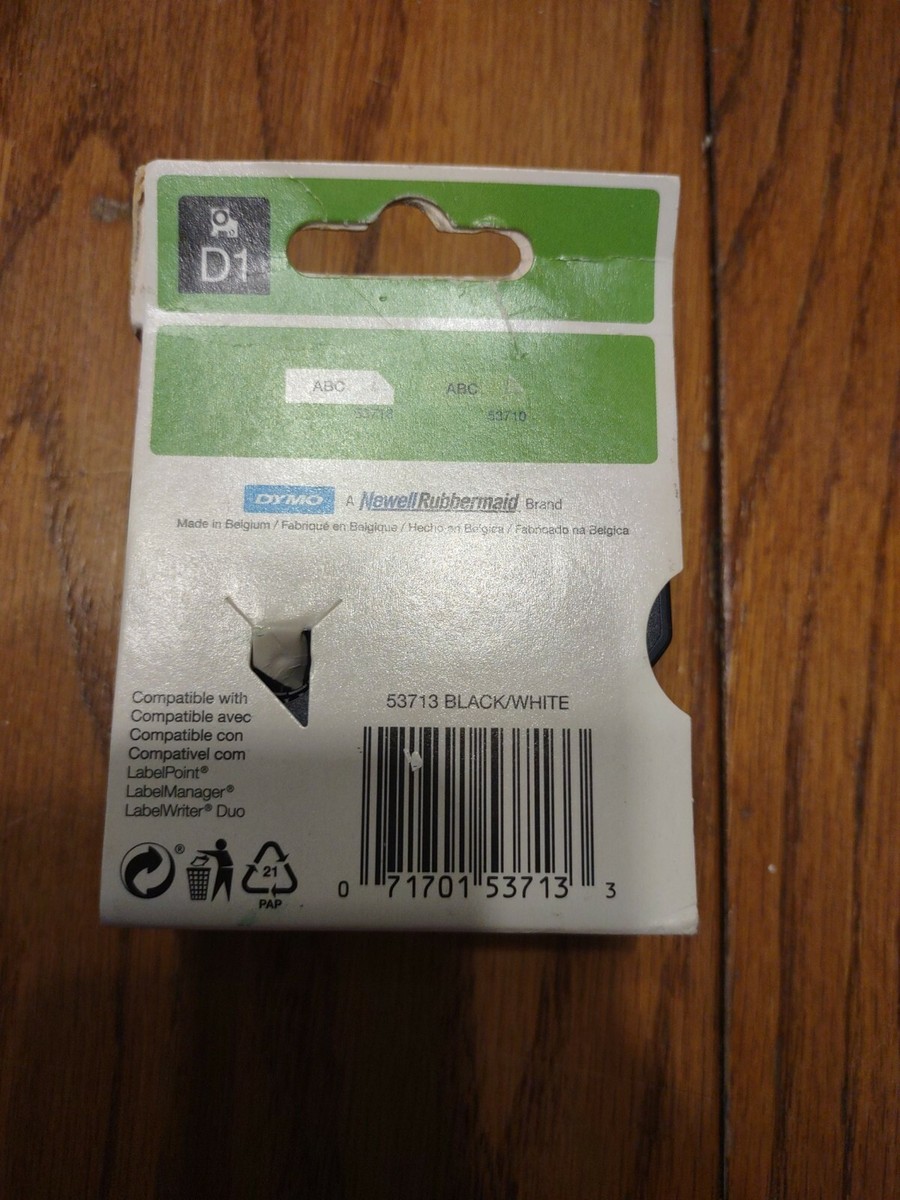 D1
ABC ABC
53713 53710
DYMO A NewellRubbermaid Brand
Made in Belgium / Fabriqué en Belgique / Hecho en Bélgica / Fabricado na Belgica
Compatible with
Compatible avec
Compatible con
Compativel com
LabelPoint®
LabelManager®
LabelWriter® Duo
53713 BLACK/WHITE
®
21
PAP
0 71701 53713 3